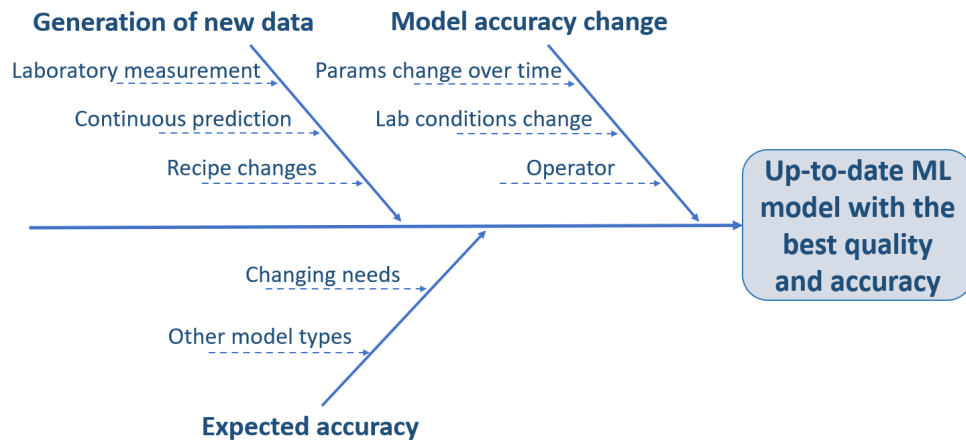 Generation of new data
Model accuracy change
Laboratory measurement
Continuous prediction
Recipe changes
Params change over time
Lab conditions change
Operator
Up-to-date ML
model with the
best quality
and accuracy
Changing needs
Other model types
Expected accuracy